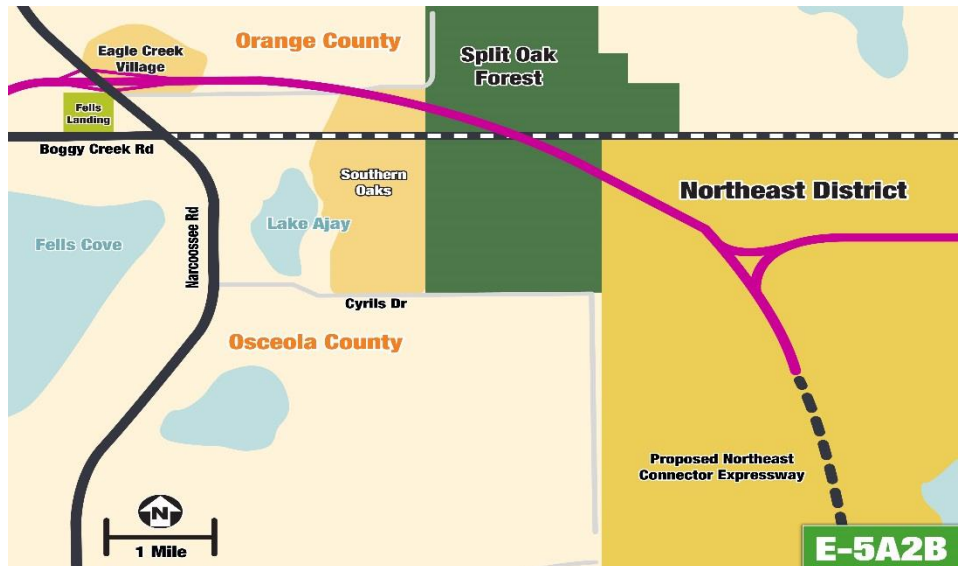 Orange County
Eagle Creek
Village
Split Oak
Forest
Fells
Landing
Boggy Creek Rd
Southern
Oaks
Northeast District
Lake Ajay
Fells Cove
Narcoossee Rd
Cyrils Dr
Osceola County
Proposed Northeast
Connector Expressway
N
1 Mile
E-5A2B